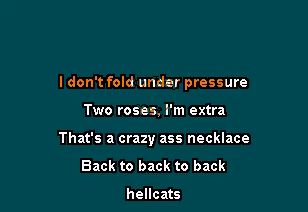 I don't fold under pressure
Two roses, I'm extra
That's a crazy ass necklace
Back to back to back
hellcats